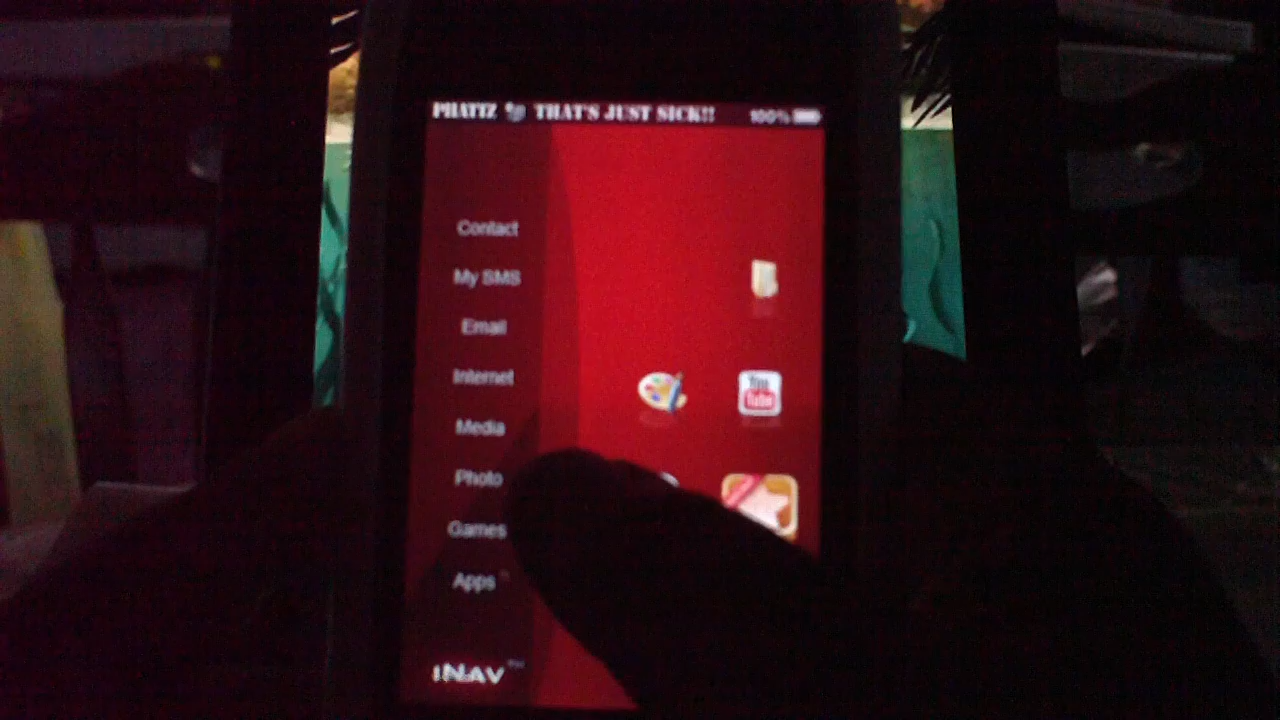 PHATIZ THAT'S JUST SICK!! 100%
Contact
My SMS
Email
Internet
Media
You Tube
Photo
Games
Apps
iNAV